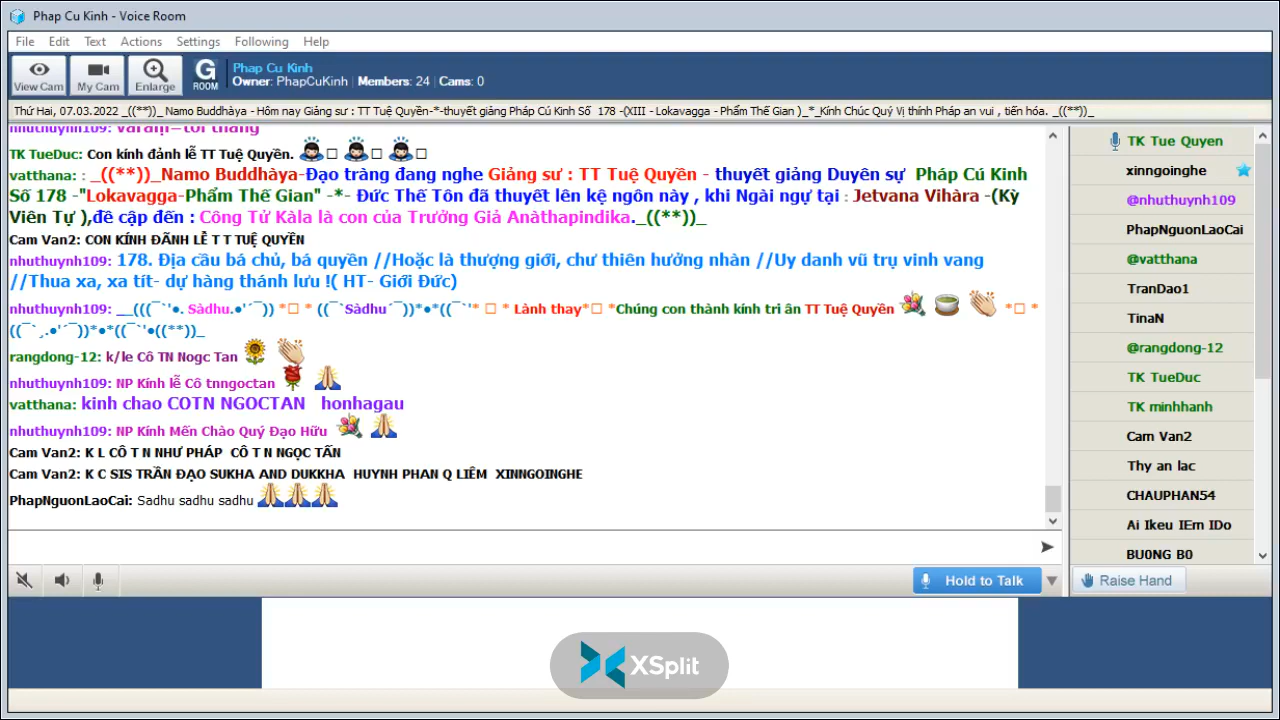 Phap Cu Kinh - Voice Room
File Edit Text Actions Settings Following Help
View Cam My Cam Enlarge G ROOM
Phap Cu Kinh
Owner: PhapCuKinh | Members: 24 | Cams: 0
Thứ Hai, 07.03.2022 _((**))_ Namo Buddhàya - Hôm nay Giảng sư : TT Tuệ Quyền-*-thuyết giảng Pháp Cú Kinh Số 178 -(XIII - Lokavagga - Phẩm Thế Gian )_*_Kính Chúc Quý Vị thính Pháp an vui , tiến hóa. _((**))_
nhuthuynh109: varam=tối thắng
TK TueDuc: Con kính đảnh lễ TT Tuệ Quyền.
vatthana: : _((**))_Namo Buddhàya-Đạo tràng đang nghe Giảng sư : TT Tuệ Quyền - thuyết giảng Duyên sự Pháp Cú Kinh
Số 178 -"Lokavagga-Phẩm Thế Gian" -*- Đức Thế Tôn đã thuyết lên kệ ngôn này , khi Ngài ngự tại : Jetvana Vihàra -(Kỳ
Viên Tự ),đề cập đến : Công Tử Kàla là con của Trưởng Giả Anàthapindika._((**))_
Cam Van2: CON KÍNH ĐÃNH LỄ T T TUỆ QUYỀN
nhuthuynh109: 178. Địa cầu bá chủ, bá quyền //Hoặc là thượng giới, chư thiên hưởng nhàn //Uy danh vũ trụ vinh vang
//Thua xa, xa tít- dự hàng thánh lưu !( HT- Giới Đức)
nhuthuynh109: __(((¯`'•. Sàdhu.•'´¯)) *□ * ((¯`Sàdhu´¯))*•*((¯`'* □ * Lành thay*□ *Chúng con thành kính tri ân TT Tuệ Quyền *□ *
((¯`¸.•'´¯))*•*((¯`'•((**))_
rangdong-12: k/le Cô TN Ngoc Tan
nhuthuynh109: NP Kính lễ Cô tnngoctan
vatthana: kinh chao COTN NGOCTAN honhagau
nhuthuynh109: NP Kính Mến Chào Quý Đạo Hữu
Cam Van2: K L CÔ T N NHƯ PHÁP CÔ T N NGỌC TẤN
Cam Van2: K C SIS TRẦN ĐẠO SUKHA AND DUKKHA HUYNH PHAN Q LIÊM XINNGOINGHE
PhapNguonLaoCai: Sadhu sadhu sadhu
Hold to Talk
TK Tue Quyen
xinngoinghe
@nhuthuynh109
PhapNguonLaoCai
@vatthana
TranDao1
TinaN
@rangdong-12
TK TueDuc
TK minhhanh
Cam Van2
Thy an lac
CHAUPHAN54
Ai Ikeu IEm IDo
BU0NG B0
Raise Hand
XSplit